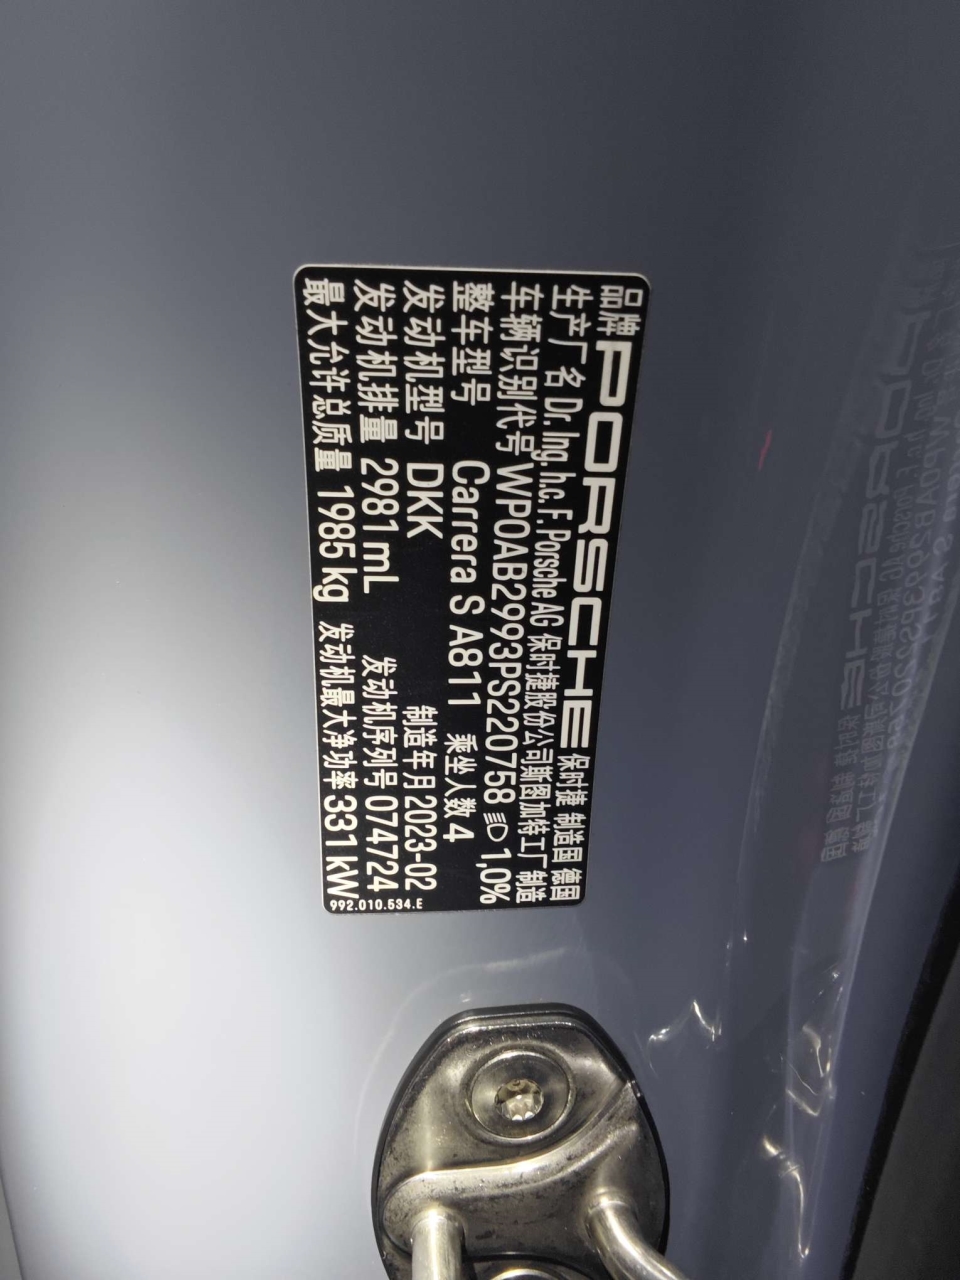 品牌 PORSCHE 保时捷 制造国 德国
生产厂名 Dr. Ing. h.c. F. Porsche AG 保时捷股份公司斯图加特工厂制造
车辆识别代号 WP0AB2993PS220758 1,0%
整车型号 Carrera S A811 乘坐人数 4
发动机型号 DKK 制造年月 2023-02
发动机排量 2981 mL 发动机序列号 074724
最大允许总质量 1985 kg 发动机最大净功率 331 kW
992.010.534.E